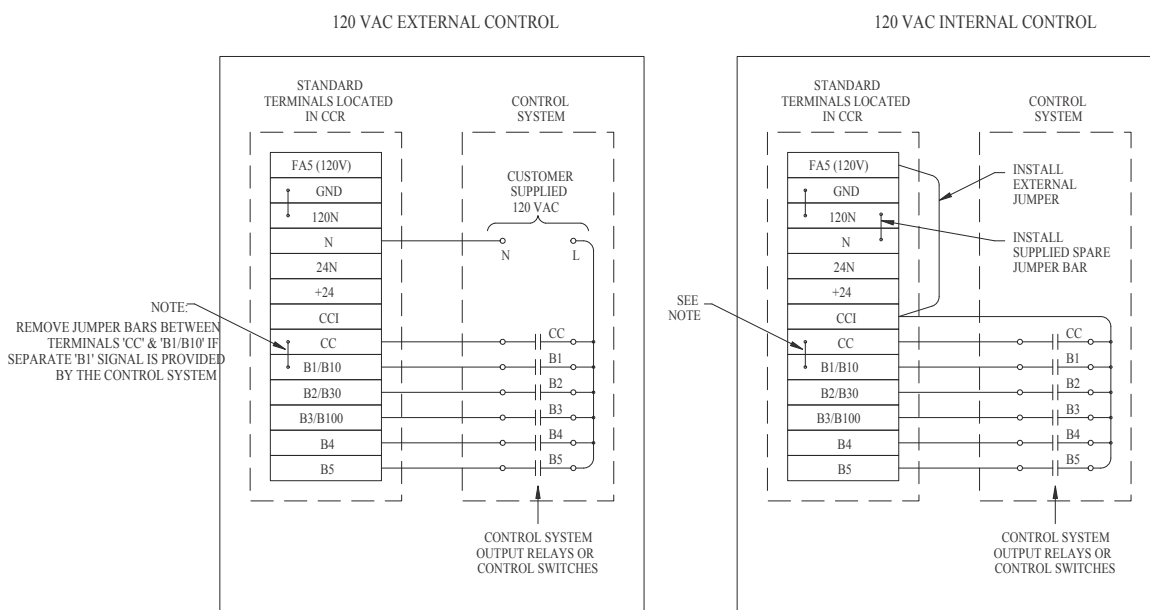 120 VAC EXTERNAL CONTROL
STANDARD
TERMINALS LOCATED
IN CCR
CONTROL
SYSTEM
FA5 (120V)
GND
120N
N
24N
+24
CCI
CC
B1/B10
B2/B30
B3/B100
B4
B5
CUSTOMER
SUPPLIED
120 VAC
N
L
CC
B1
B2
B3
B4
B5
NOTE:
REMOVE JUMPER BARS BETWEEN
TERMINALS 'CC' & 'B1/B10' IF
SEPARATE 'B1' SIGNAL IS PROVIDED
BY THE CONTROL SYSTEM
CONTROL SYSTEM
OUTPUT RELAYS OR
CONTROL SWITCHES
120 VAC INTERNAL CONTROL
STANDARD
TERMINALS LOCATED
IN CCR
CONTROL
SYSTEM
FA5 (120V)
GND
120N
N
24N
+24
CCI
CC
B1/B10
B2/B30
B3/B100
B4
B5
INSTALL
EXTERNAL
JUMPER
INSTALL
SUPPLIED SPARE
JUMPER BAR
SEE
NOTE
CC
B1
B2
B3
B4
B5
CONTROL SYSTEM
OUTPUT RELAYS OR
CONTROL SWITCHES